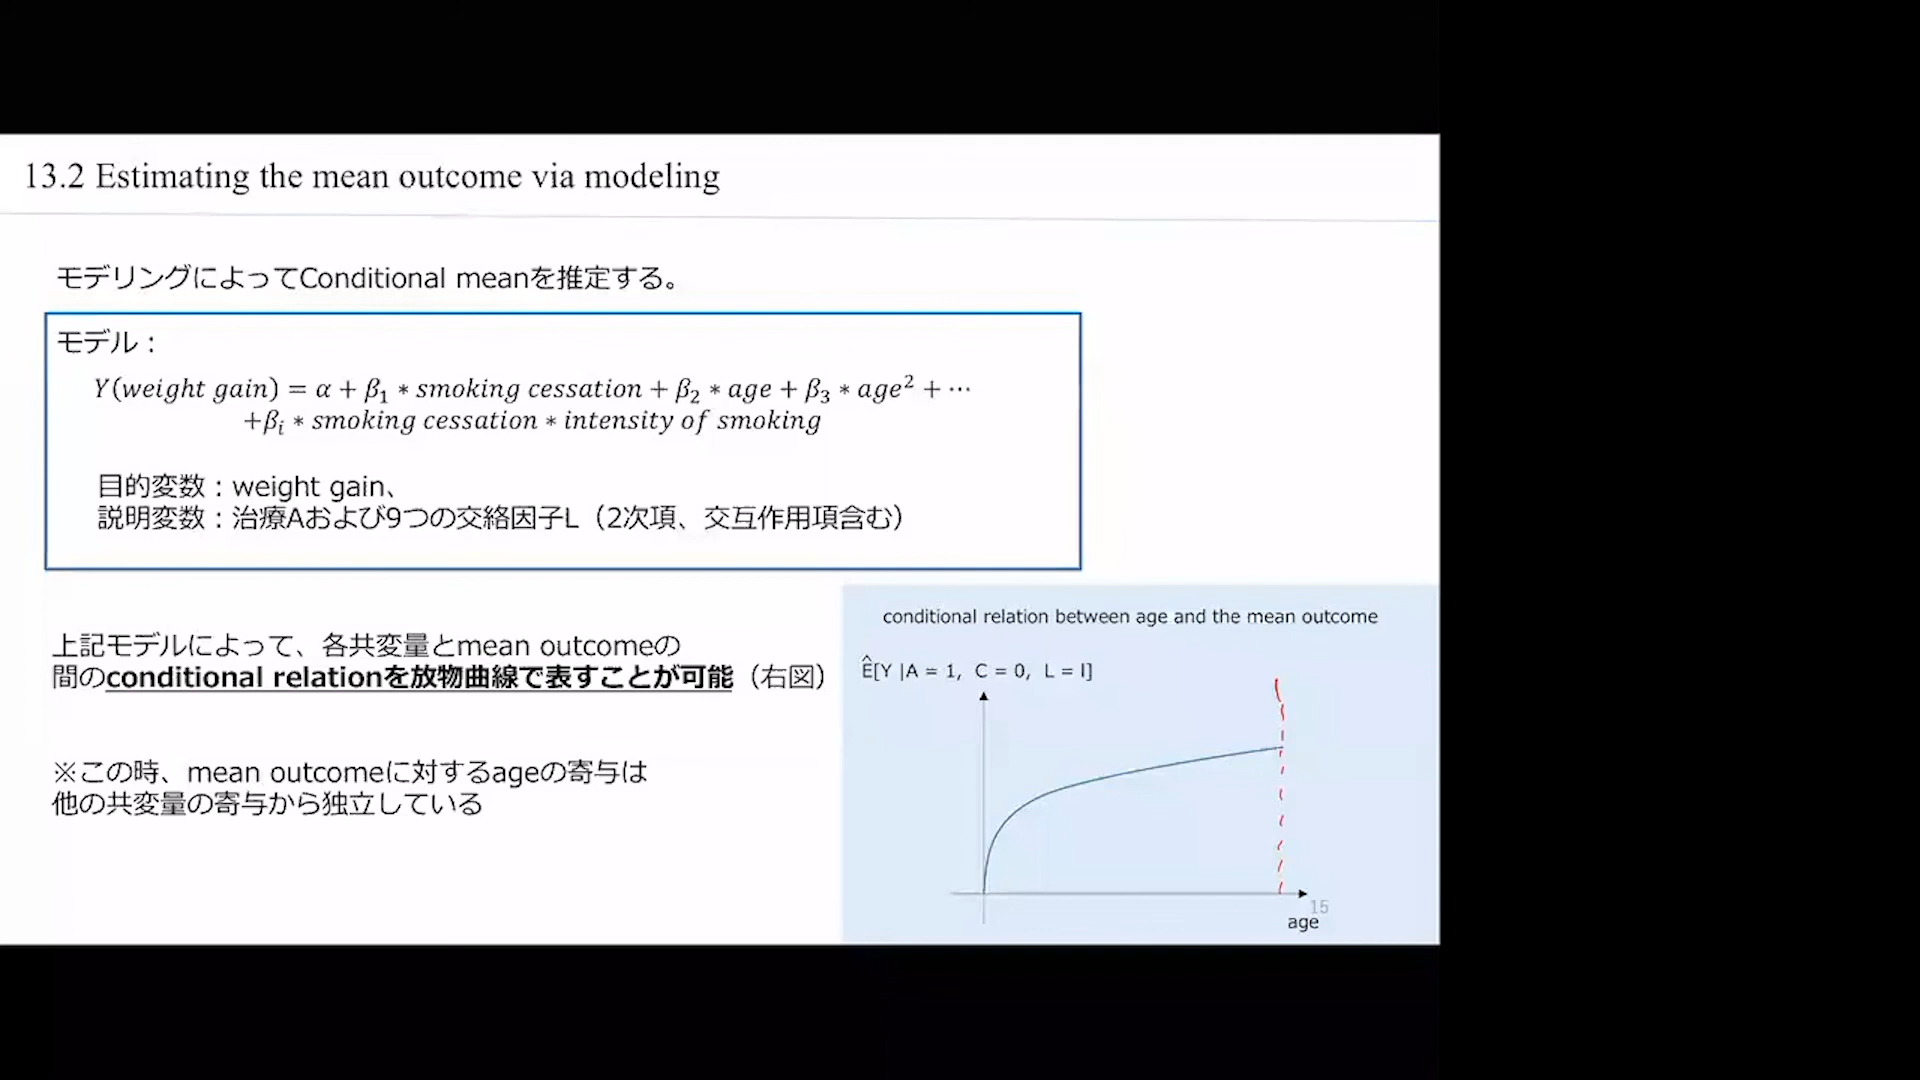 13.2 Estimating the mean outcome via modeling
モデリングによってConditional meanを推定する。
モデル：
Y(weight gain) = α + β₁ ∗ smoking cessation + β₂ ∗ age + β₃ ∗ age² + ⋯
+βᵢ ∗ smoking cessation ∗ intensity of smoking
目的変数：weight gain、
説明変数：治療Aおよび9つの交絡因子L（2次項、交互作用項含む）
上記モデルによって、各共変量とmean outcomeの
間のconditional relationを放物曲線で表すことが可能（右図）
※この時、mean outcomeに対するageの寄与は
他の共変量の寄与から独立している
conditional relation between age and the mean outcome
Ê[Y |A = 1, C = 0, L = l]
15
age